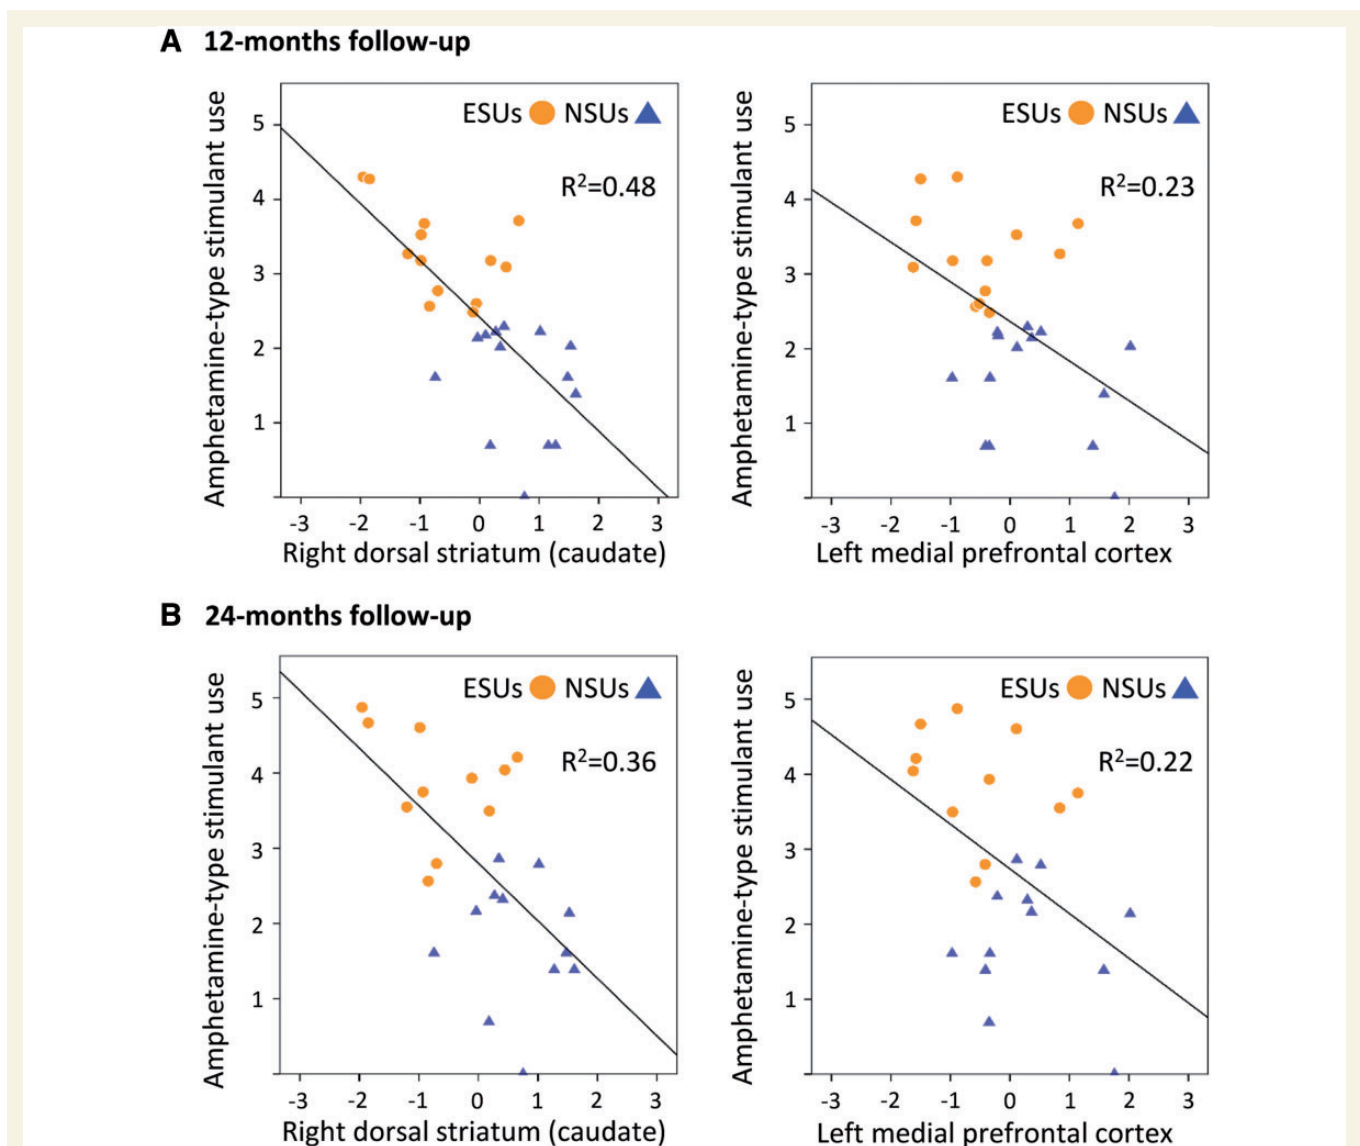 A 12-months follow-up
Amphetamine-type stimulant use
5
4
3
2
1
ESUs NSUs
R²=0.48
-3 -2 -1 0 1 2 3
Right dorsal striatum (caudate)
Amphetamine-type stimulant use
5
4
3
2
1
ESUs NSUs
R²=0.23
-3 -2 -1 0 1 2 3
Left medial prefrontal cortex
B 24-months follow-up
Amphetamine-type stimulant use
5
4
3
2
1
ESUs NSUs
R²=0.36
-3 -2 -1 0 1 2 3
Right dorsal striatum (caudate)
Amphetamine-type stimulant use
5
4
3
2
1
ESUs NSUs
R²=0.22
-3 -2 -1 0 1 2 3
Left medial prefrontal cortex